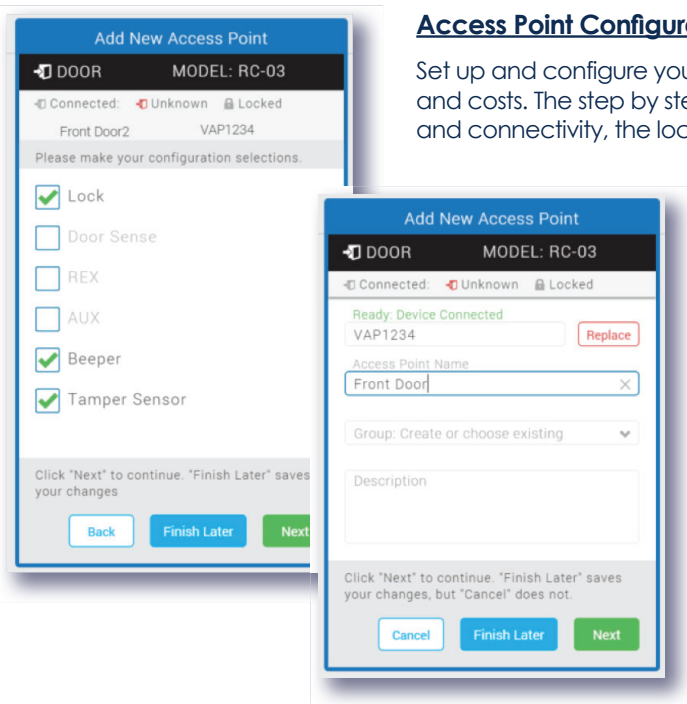 Add New Access Point
DOOR MODEL: RC-03
Connected: Unknown Locked
Front Door2 VAP1234
Please make your configuration selections.
Lock
Door Sense
REX
AUX
Beeper
Tamper Sensor
Click "Next" to continue. "Finish Later" saves
your changes
Back Finish Later Next
Access Point Configur
Set up and configure you
and costs. The step by ste
and connectivity, the loc
Add New Access Point
DOOR MODEL: RC-03
Connected: Unknown Locked
Ready: Device Connected
VAP1234 Replace
Access Point Name
Front Door
Group: Create or choose existing
Description
Click "Next" to continue. "Finish Later" saves
your changes, but "Cancel" does not.
Cancel Finish Later Next